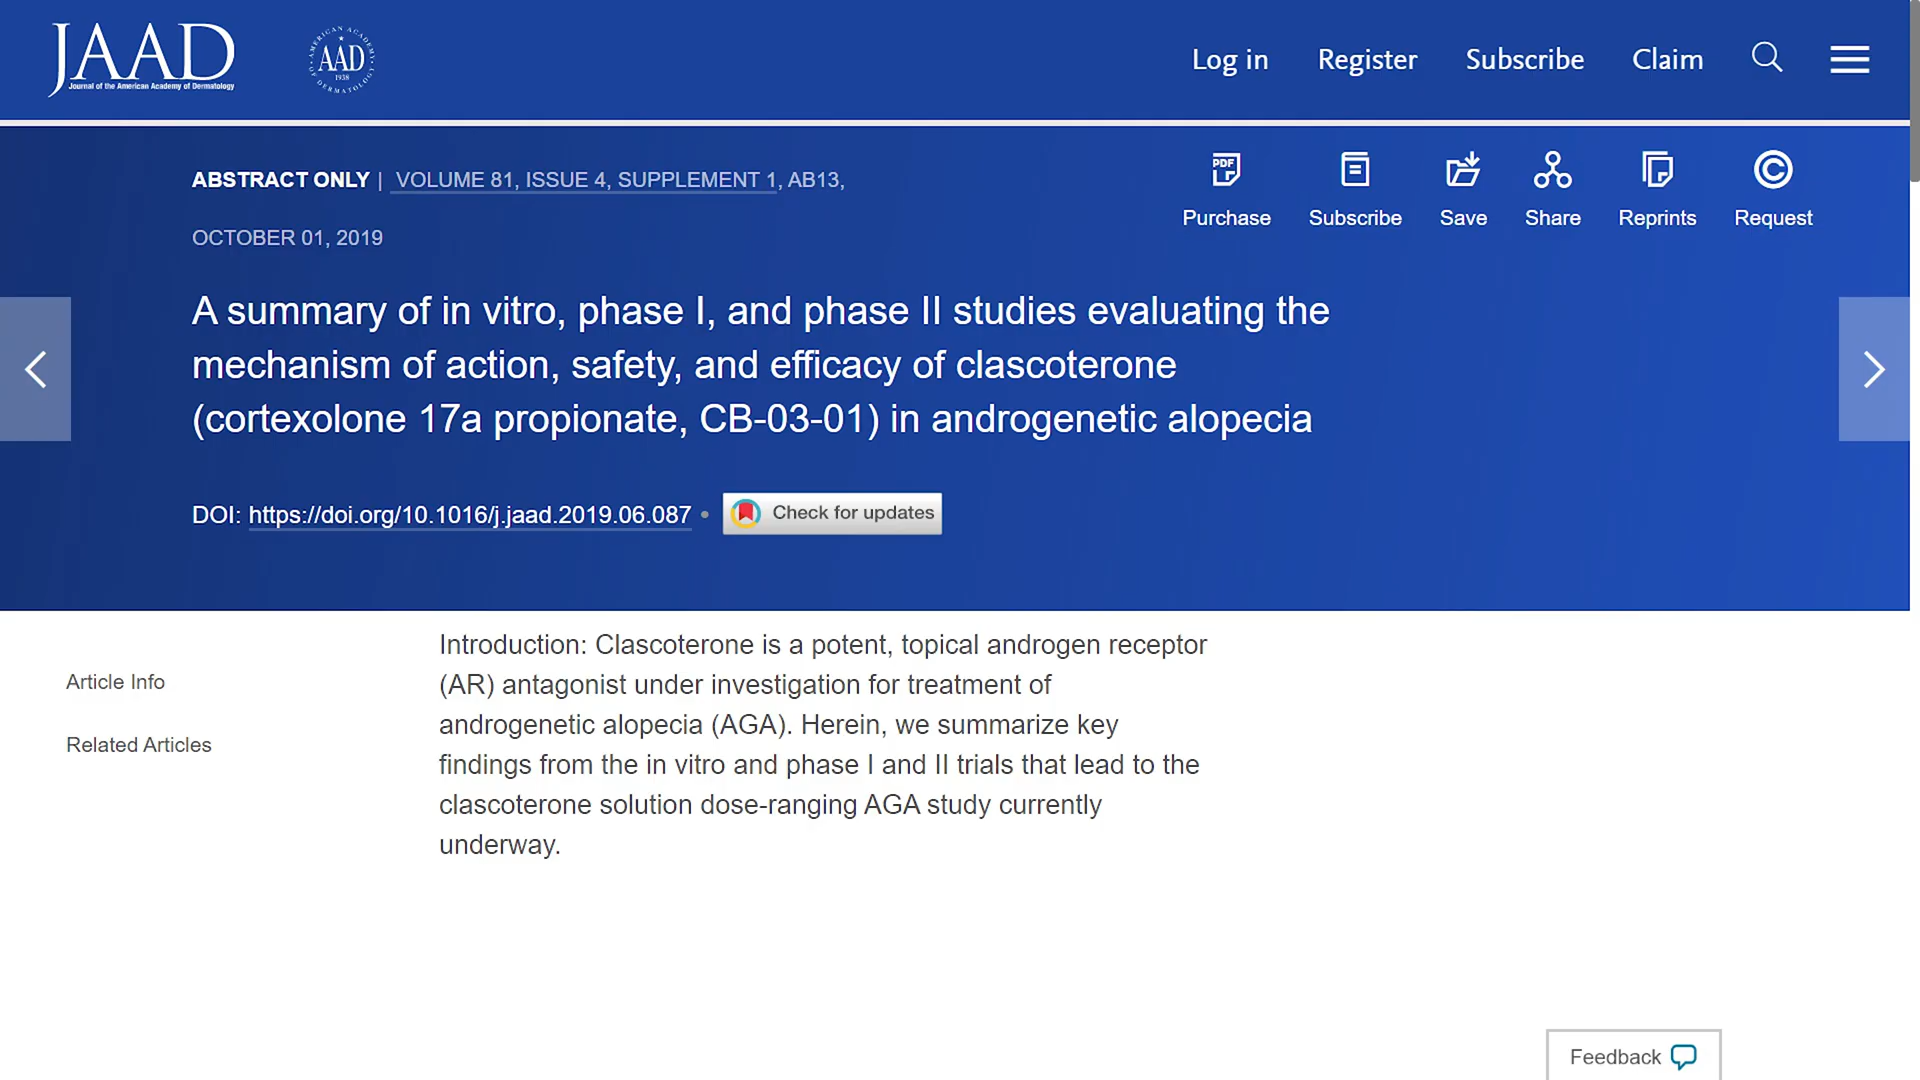 JAAD
Journal of the American Academy of Dermatology
AMERICAN ACADEMY OF DERMATOLOGY
AAD
1938
Log in
Register
Subscribe
Claim
ABSTRACT ONLY | VOLUME 81, ISSUE 4, SUPPLEMENT 1, AB13,
OCTOBER 01, 2019
PDF
Purchase
Subscribe
Save
Share
Reprints
Request
A summary of in vitro, phase I, and phase II studies evaluating the
mechanism of action, safety, and efficacy of clascoterone
(cortexolone 17a propionate, CB-03-01) in androgenetic alopecia
DOI: https://doi.org/10.1016/j.jaad.2019.06.087 •
Check for updates
Article Info
Related Articles
Introduction: Clascoterone is a potent, topical androgen receptor
(AR) antagonist under investigation for treatment of
androgenetic alopecia (AGA). Herein, we summarize key
findings from the in vitro and phase I and II trials that lead to the
clascoterone solution dose-ranging AGA study currently
underway.
Feedback